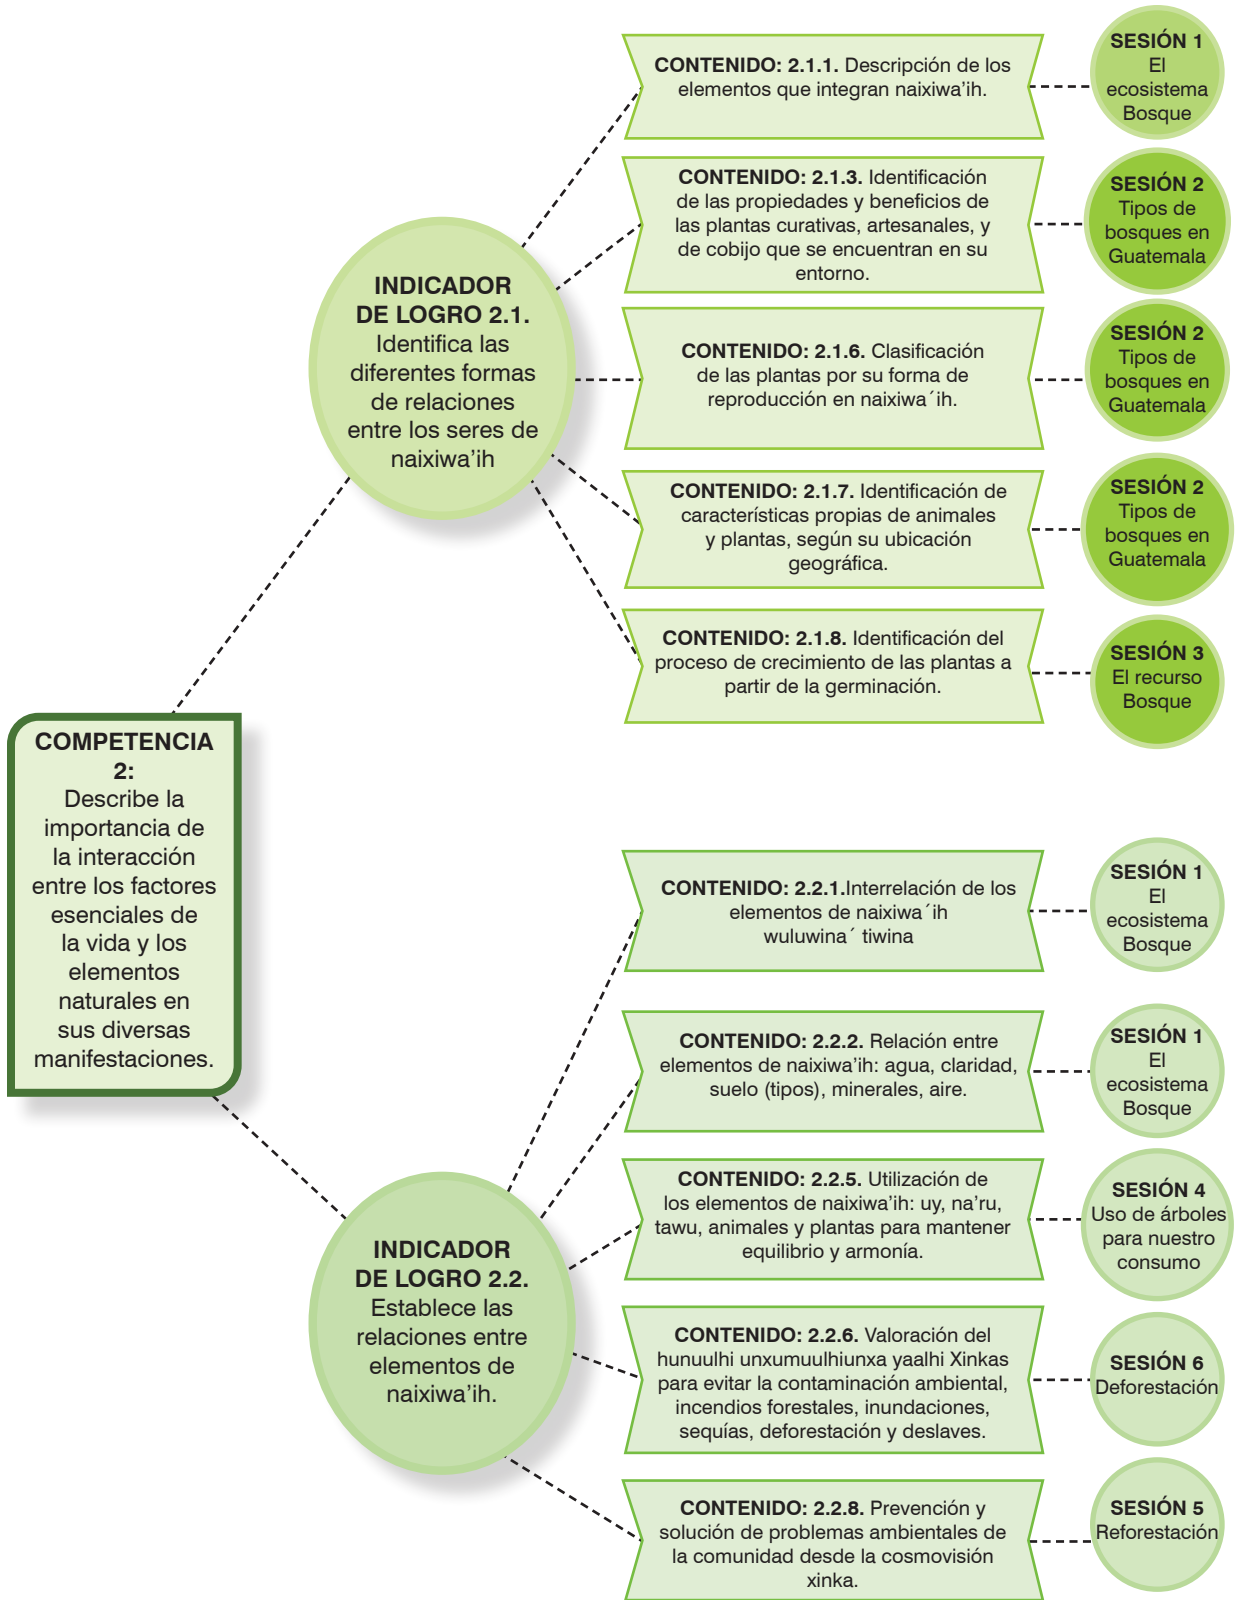 COMPETENCIA
2:
Describe la
importancia de
la interacción
entre los factores
esenciales de
la vida y los
elementos
naturales en
sus diversas
manifestaciones.
INDICADOR
DE LOGRO 2.1.
Identifica las
diferentes formas
de relaciones
entre los seres de
naixiwa’ih
CONTENIDO: 2.1.1. Descripción de los
elementos que integran naixiwa’ih.
SESIÓN 1
El
ecosistema
Bosque
CONTENIDO: 2.1.3. Identificación
de las propiedades y beneficios de
las plantas curativas, artesanales, y
de cobijo que se encuentran en su
entorno.
SESIÓN 2
Tipos de
bosques en
Guatemala
CONTENIDO: 2.1.6. Clasificación
de las plantas por su forma de
reproducción en naixiwa´ih.
SESIÓN 2
Tipos de
bosques en
Guatemala
CONTENIDO: 2.1.7. Identificación de
características propias de animales
y plantas, según su ubicación
geográfica.
SESIÓN 2
Tipos de
bosques en
Guatemala
CONTENIDO: 2.1.8. Identificación del
proceso de crecimiento de las plantas a
partir de la germinación.
SESIÓN 3
El recurso
Bosque
INDICADOR
DE LOGRO 2.2.
Establece las
relaciones entre
elementos de
naixiwa’ih.
CONTENIDO: 2.2.1.Interrelación de los
elementos de naixiwa´ih
wuluwina´ tiwina
SESIÓN 1
El
ecosistema
Bosque
CONTENIDO: 2.2.2. Relación entre
elementos de naixiwa’ih: agua, claridad,
suelo (tipos), minerales, aire.
SESIÓN 1
El
ecosistema
Bosque
CONTENIDO: 2.2.5. Utilización de
los elementos de naixiwa’ih: uy, na’ru,
tawu, animales y plantas para mantener
equilibrio y armonía.
SESIÓN 4
Uso de árboles
para nuestro
consumo
CONTENIDO: 2.2.6. Valoración del
hunuulhi unxumuulhiunxa yaalhi Xinkas
para evitar la contaminación ambiental,
incendios forestales, inundaciones,
sequías, deforestación y deslaves.
SESIÓN 6
Deforestación
CONTENIDO: 2.2.8. Prevención y
solución de problemas ambientales de
la comunidad desde la cosmovisión
xinka.
SESIÓN 5
Reforestación